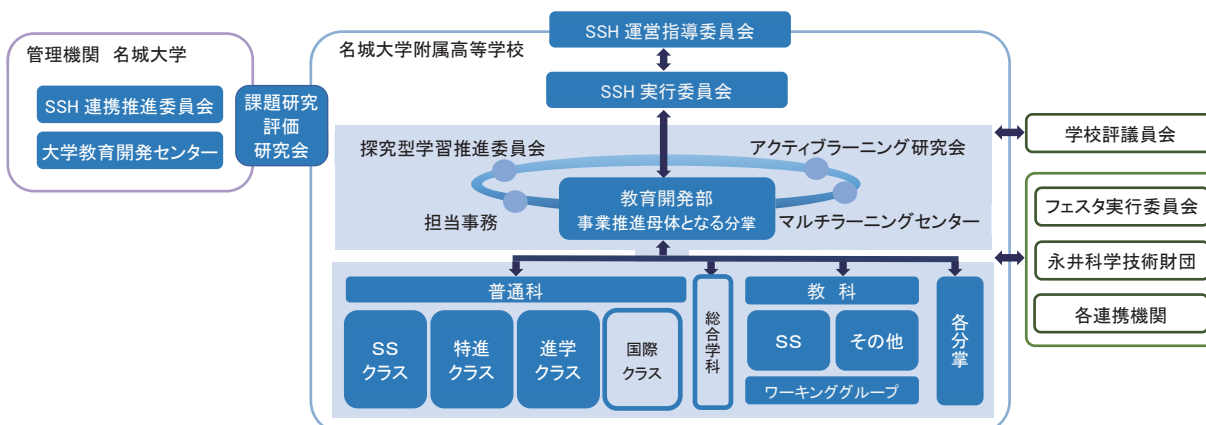 管理機関 名城大学
SSH 連携推進委員会
大学教育開発センター
課題研究
評価
研究会
名城大学附属高等学校
SSH 運営指導委員会
SSH 実行委員会
探究型学習推進委員会
アクティブラーニング研究会
教育開発部
事業推進母体となる分掌
担当事務
マルチラーニングセンター
普通科
SS
クラス
特進
クラス
進学
クラス
国際
クラス
総合学科
教 科
SS
その他
ワーキンググループ
各分掌
学校評議員会
フェスタ実行委員会
永井科学技術財団
各連携機関